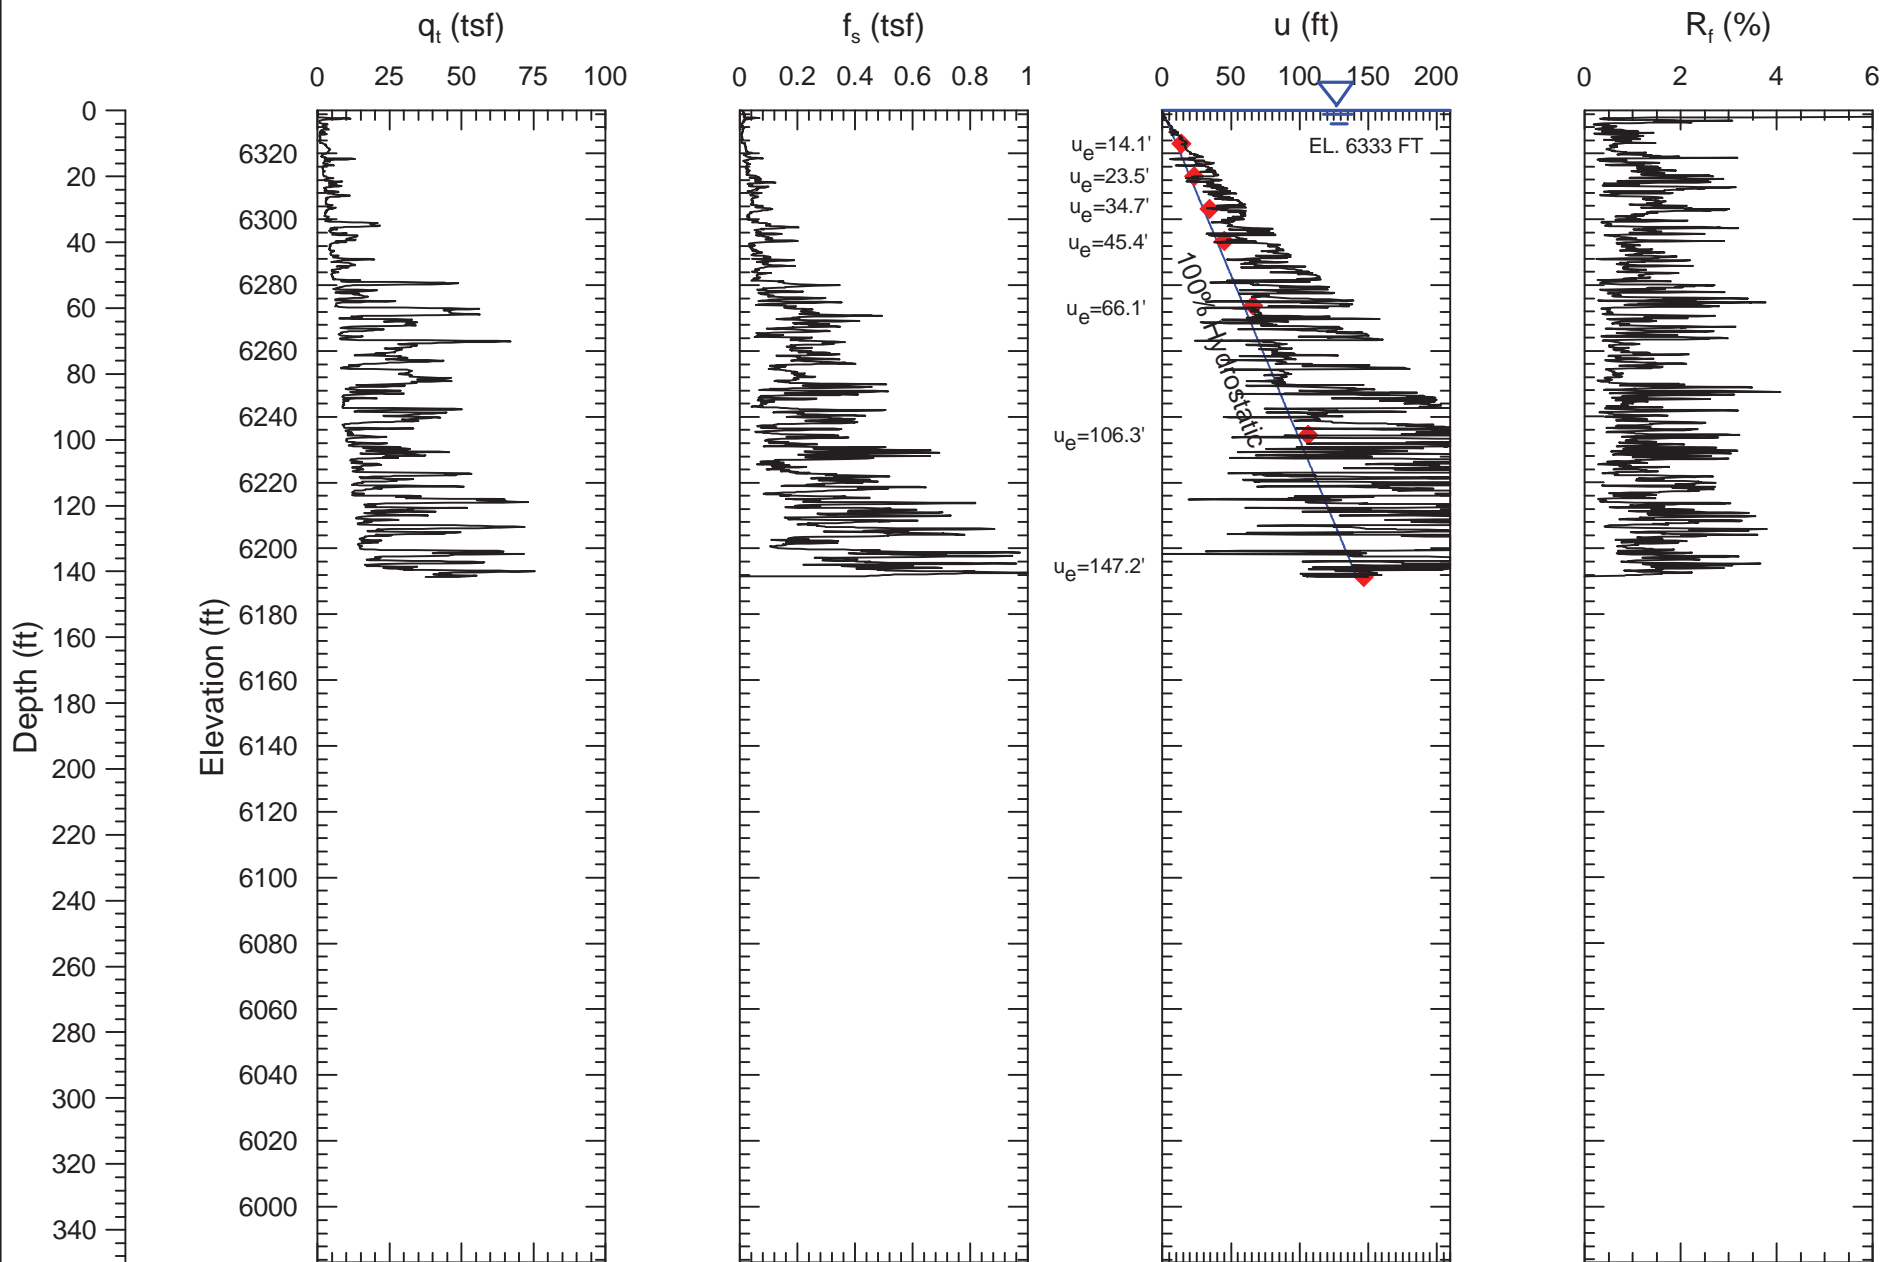 qt (tsf)
fs (tsf)
u (ft)
Rf (%)
0 25 50 75 100
0 0.2 0.4 0.6 0.8 1
0 50 100 150 200
0 2 4 6
Depth (ft)
0
20
40
60
80
100
120
140
160
180
200
220
240
260
280
300
320
340
Elevation (ft)
6320
6300
6280
6260
6240
6220
6200
6180
6160
6140
6120
6100
6080
6060
6040
6020
6000
ue=14.1'
ue=23.5'
ue=34.7'
ue=45.4'
ue=66.1'
ue=106.3'
ue=147.2'
EL. 6333 FT
100% Hydrostatic